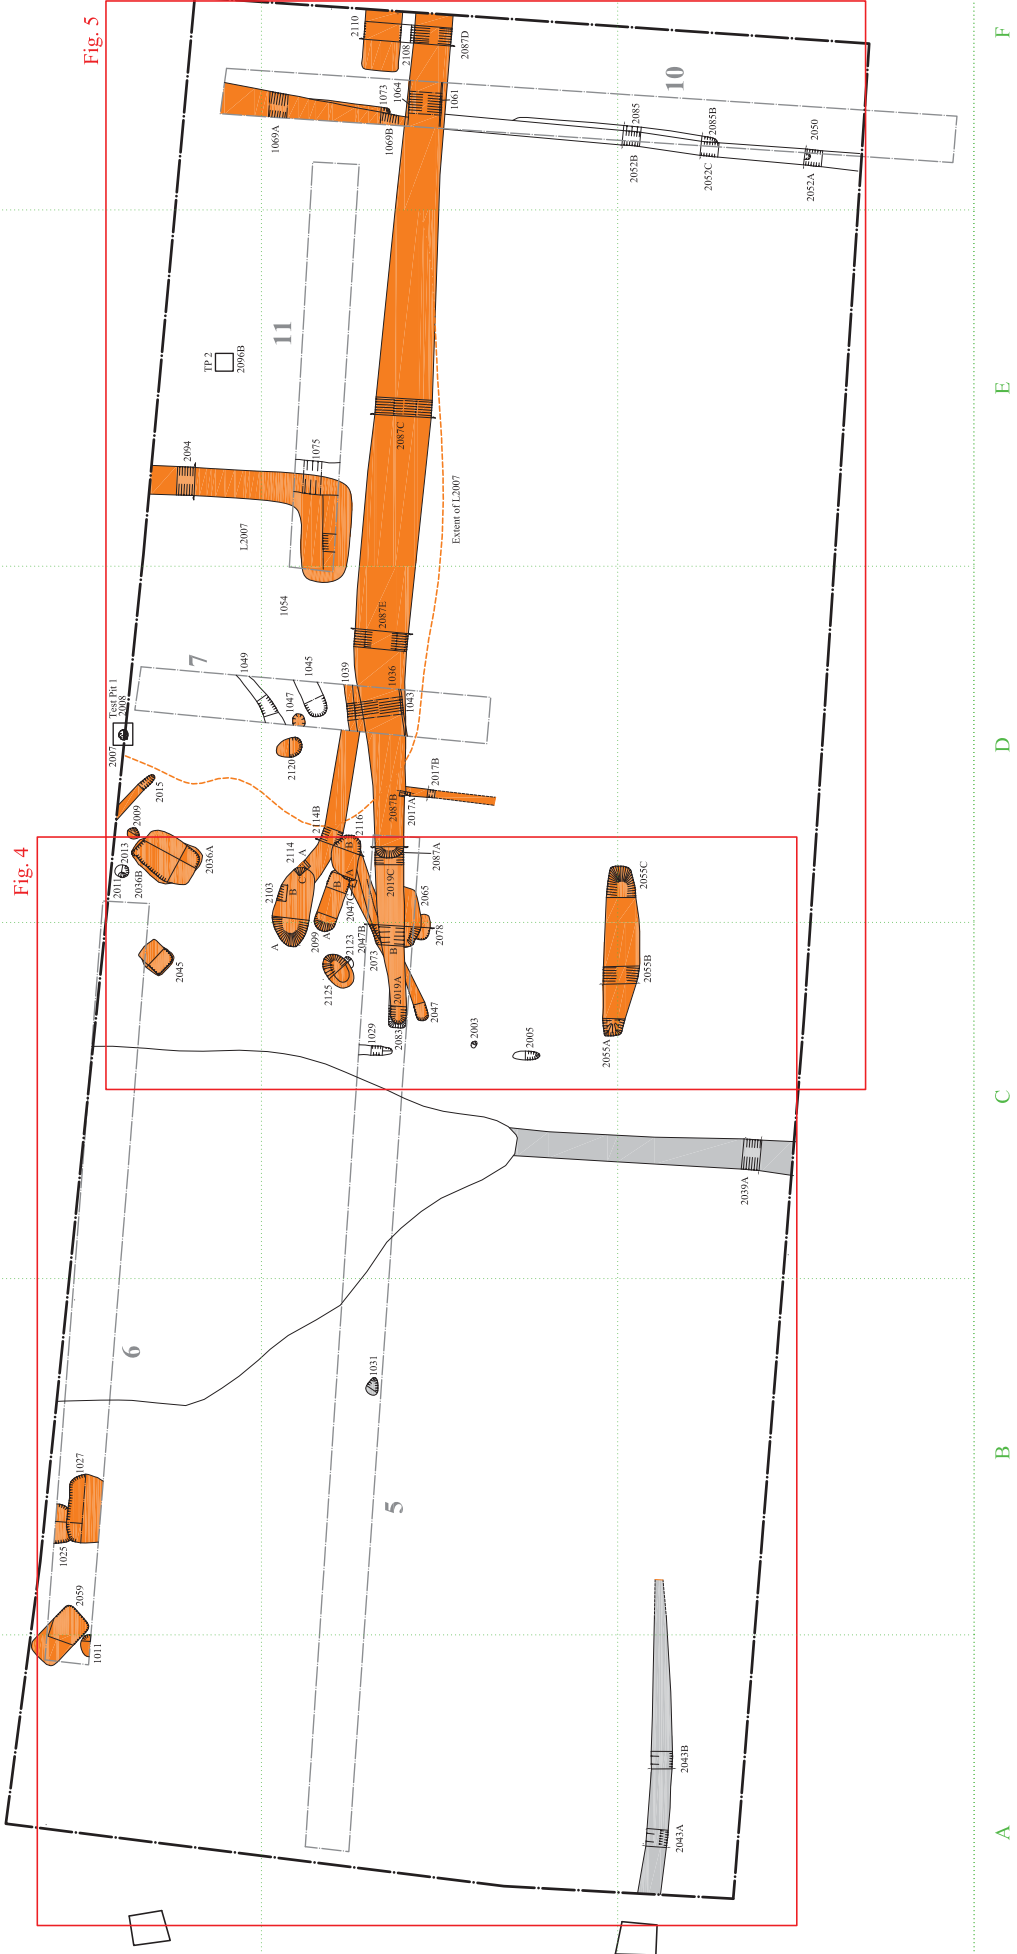 Fig. 5
F
2110
2108
2087D
10
1073
1064
1061
1069A
1069B
2085
2085B
2050
2052B
2052C
2052A
11
TP 2
2096B
E
2087C
2094
1075
L2007
Extent of L2007
1054
2087E
7
1049
1045
1047
1039
1036
1043
Test Pit 1
2008
2007
2120
D
2015
2017B
2017A
2087B
2009
2114B
2116
Fig. 4
2013
2011
2036B
2036A
2114
A
C
B
2103
B
A
B
2087A
2019C
2047C
2065
2055C
A
2099
A
2123
2047B
2073
B
2078
2045
2125
2055B
2019A
2047
1029
2083
2003
2005
2055A
C
2039A
6
1031
B
1027
1025
5
2059
1011
2043B
2043A
A